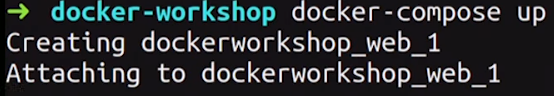 ➜ docker-workshop docker-compose up
Creating dockerworkshop_web_1
Attaching to dockerworkshop_web_1